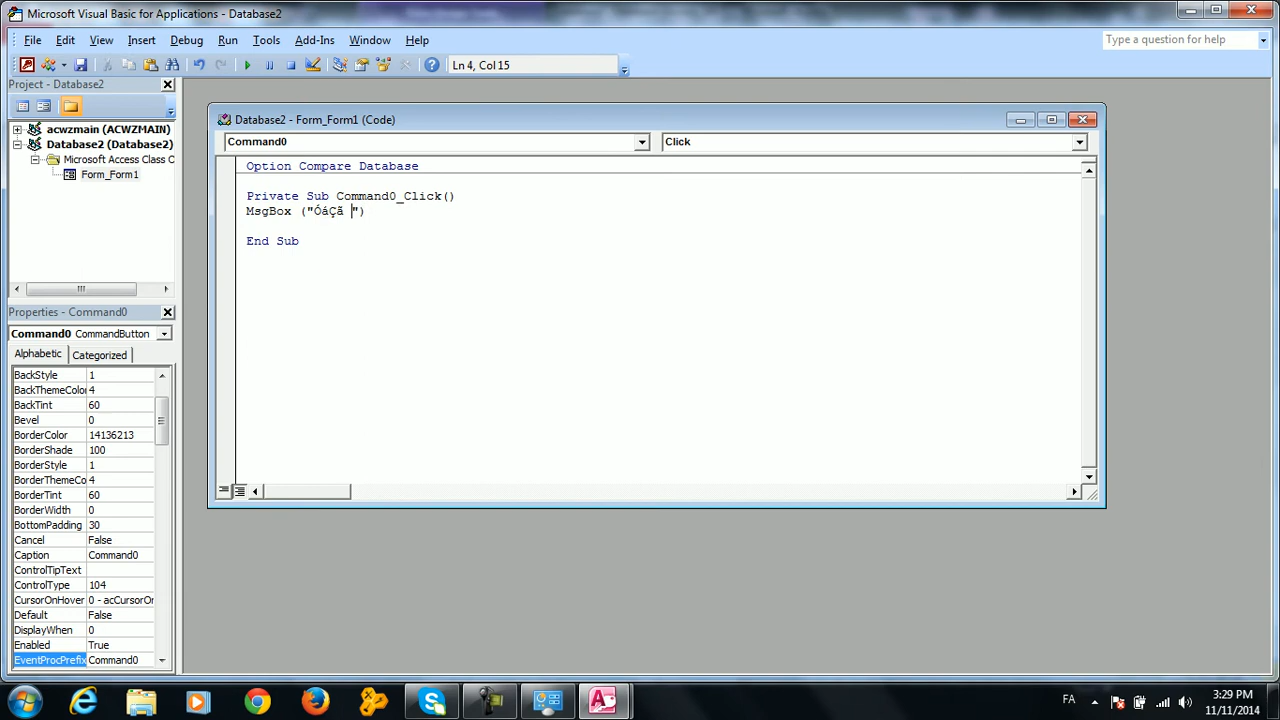 Microsoft Visual Basic for Applications - Database2
File Edit View Insert Debug Run Tools Add-Ins Window Help
Type a question for help
Ln 4, Col 15
Project - Database2
acwzmain (ACWZMAIN)
Database2 (Database2)
Microsoft Access Class O
Form_Form1
Properties - Command0
Command0 CommandButton
Alphabetic Categorized
BackStyle 1
BackThemeColor 4
BackTint 60
Bevel 0
BorderColor 14136213
BorderShade 100
BorderStyle 1
BorderThemeCo 4
BorderTint 60
BorderWidth 0
BottomPadding 30
Cancel False
Caption Command0
ControlTipText
ControlType 104
CursorOnHover 0 - acCursorOn
Default False
DisplayWhen 0
Enabled True
EventProcPrefix Command0
Database2 - Form_Form1 (Code)
Command0 Click
Option Compare Database
Private Sub Command0_Click()
MsgBox ("ÓáÇã ")
End Sub
FA
3:29 PM
11/11/2014